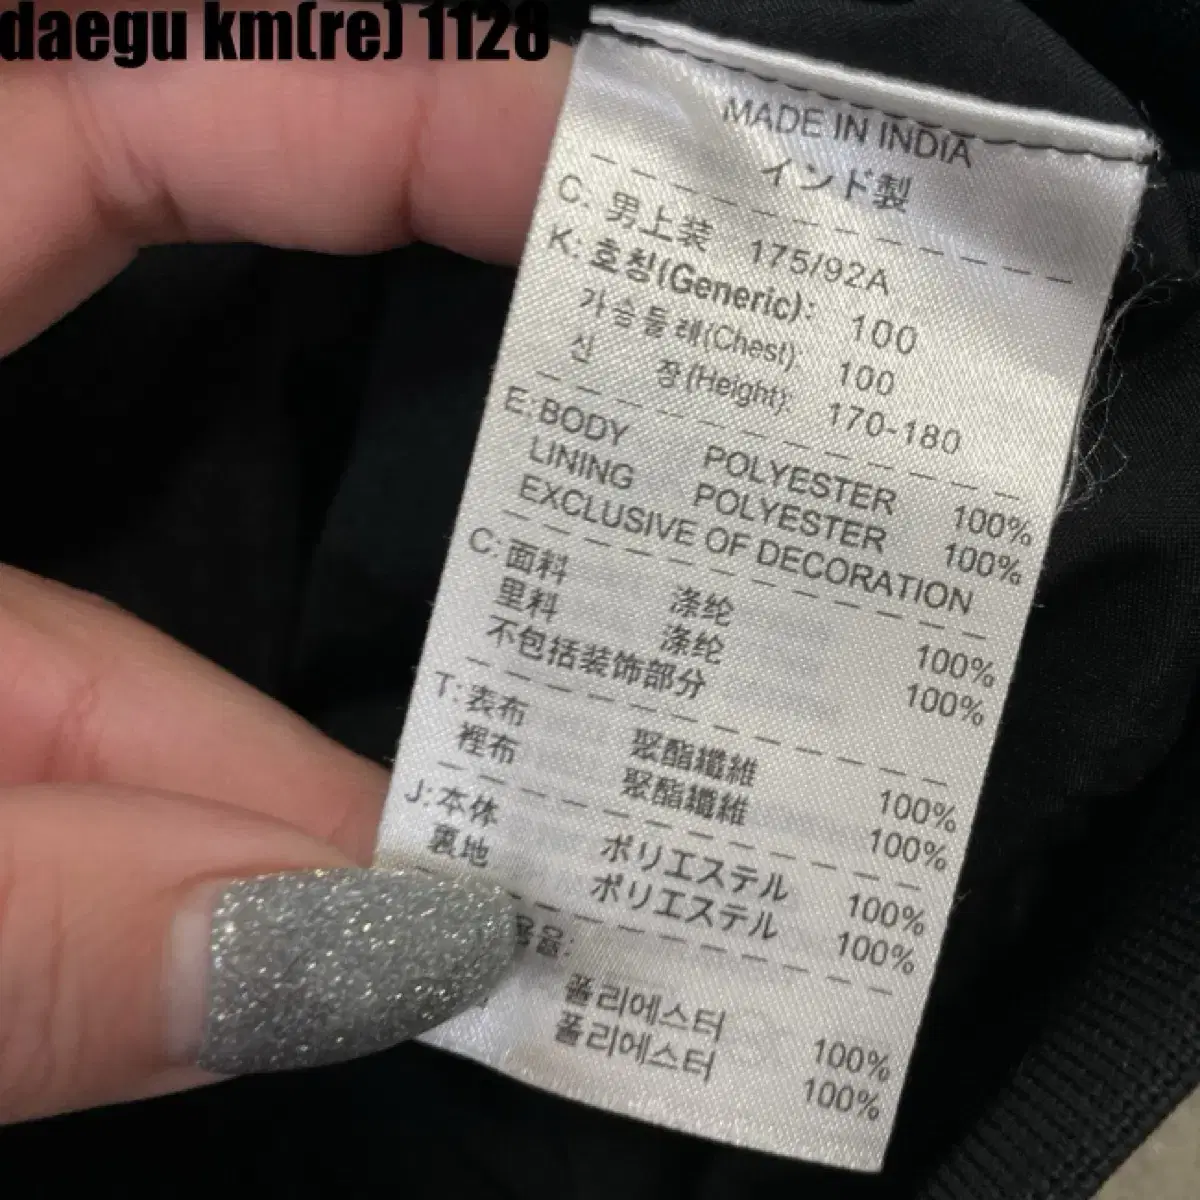 daegu km(re) 1128
MADE IN INDIA
インド製
C: 男上装 175/92A
K: 호칭(Generic): 100
가슴둘레(Chest): 100
신 장(Height): 170-180
E: BODY POLYESTER 100%
LINING POLYESTER 100%
EXCLUSIVE OF DECORATION
C: 面料 涤纶 100%
里料 涤纶 100%
不包括装饰部分
T: 表布 聚酯纖維 100%
裡布 聚酯纖維 100%
J: 本体 ポリエステル 100%
裏地 ポリエステル 100%
폴리에스터 100%
폴리에스터 100%